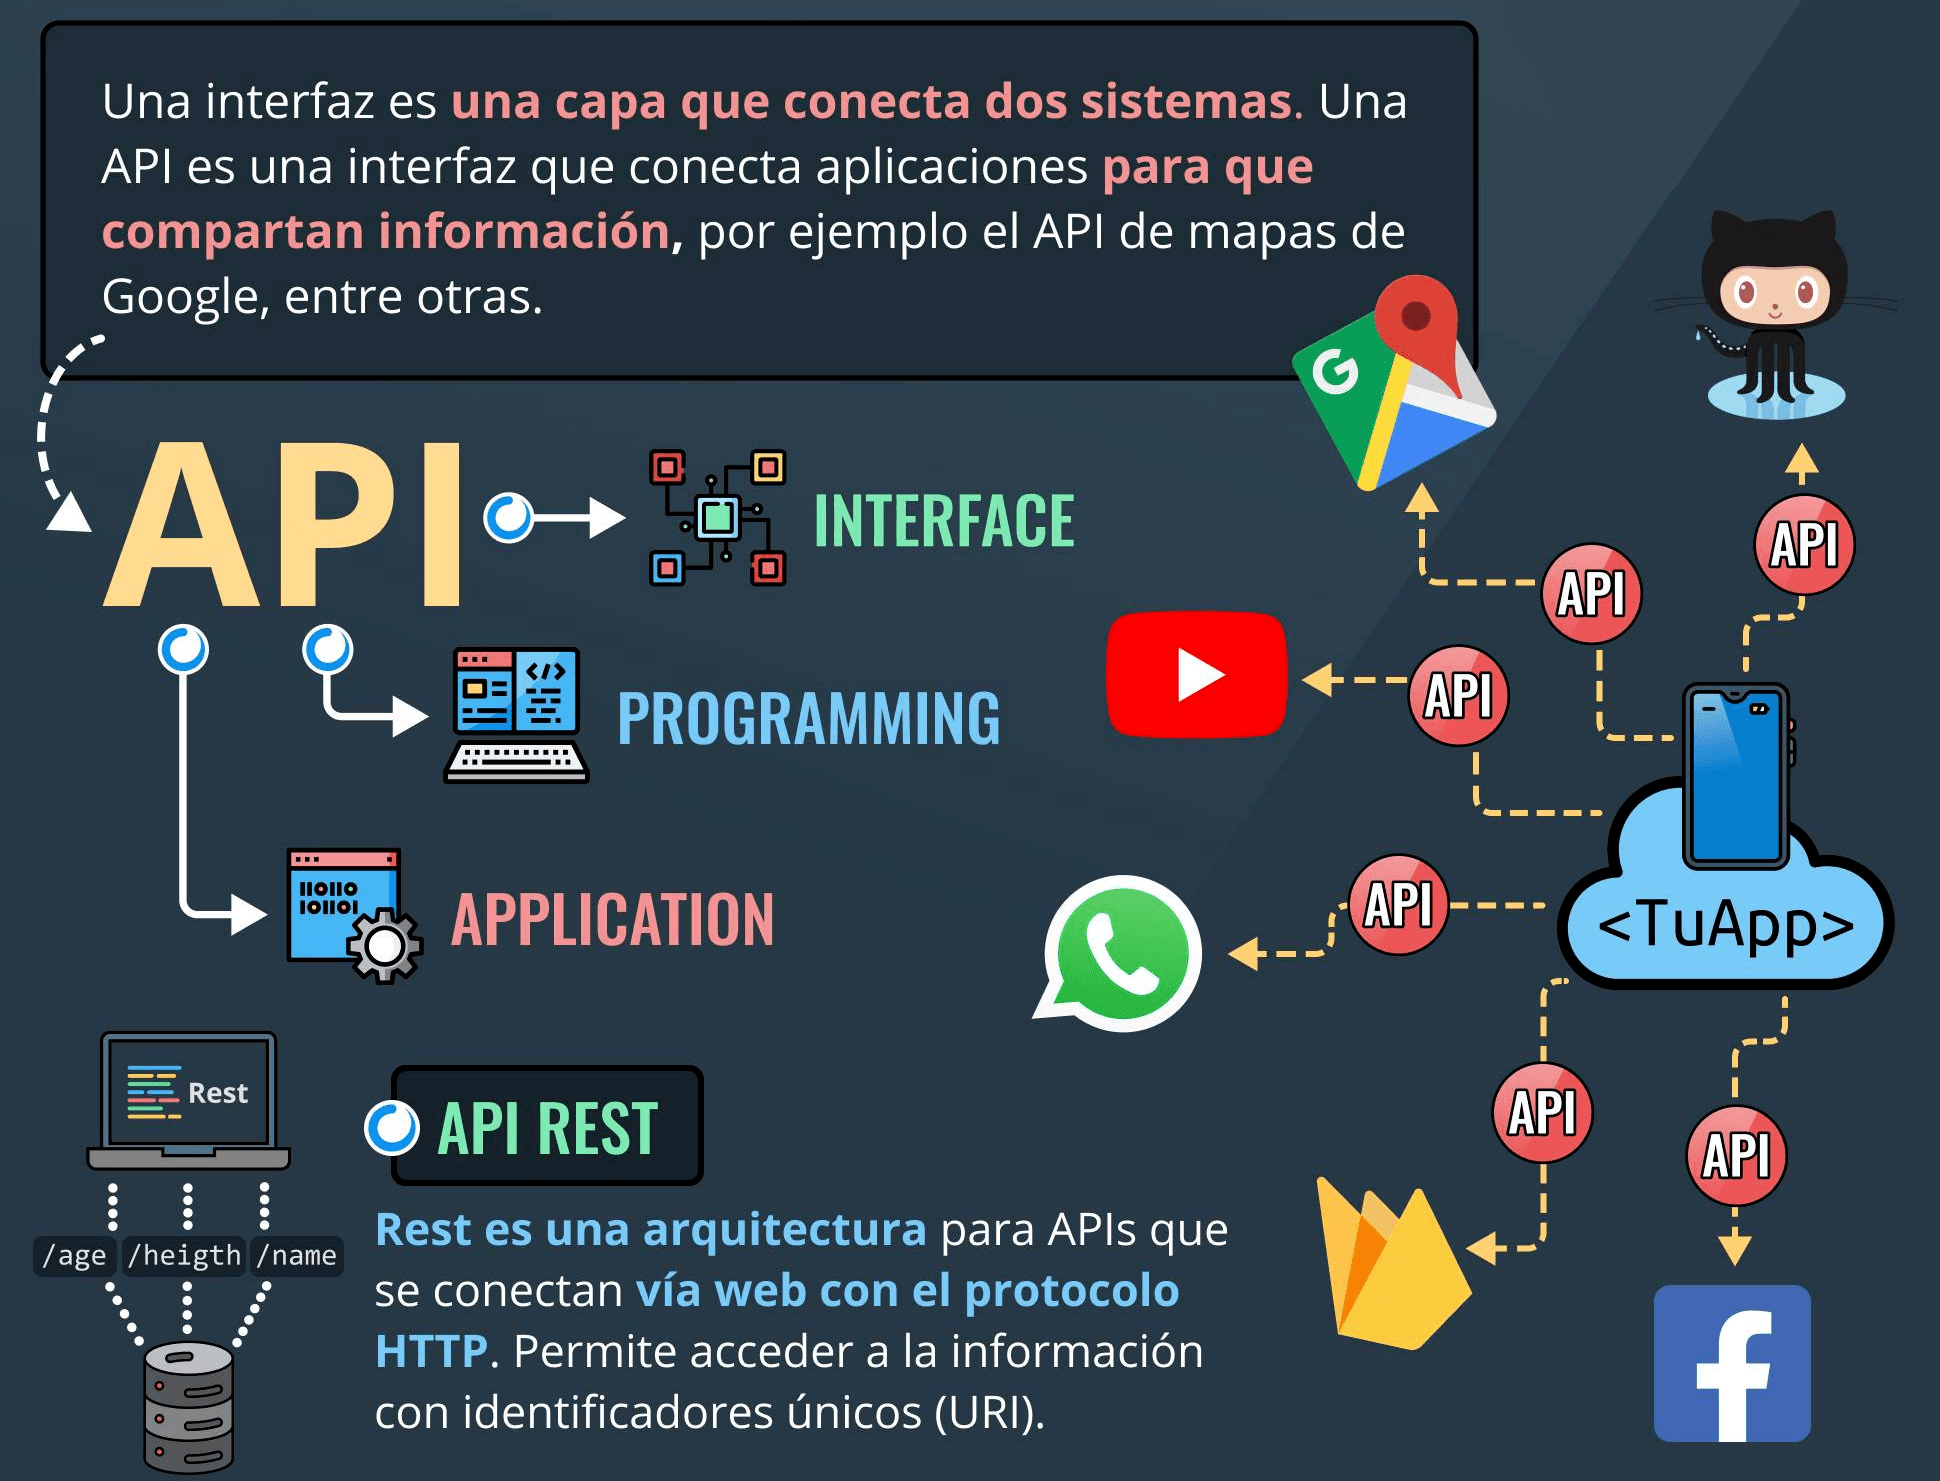 Una interfaz es una capa que conecta dos sistemas. Una
API es una interfaz que conecta aplicaciones para que
compartan información, por ejemplo el API de mapas de
Google, entre otras.
G
API
INTERFACE
PROGRAMMING
</>
APPLICATION
110110
101101
API
API
API
API
<TuApp>
API
API
Rest
/age
/heigth
/name
API REST
Rest es una arquitectura para APIs que
se conectan vía web con el protocolo
HTTP. Permite acceder a la información
con identificadores únicos (URI).
f